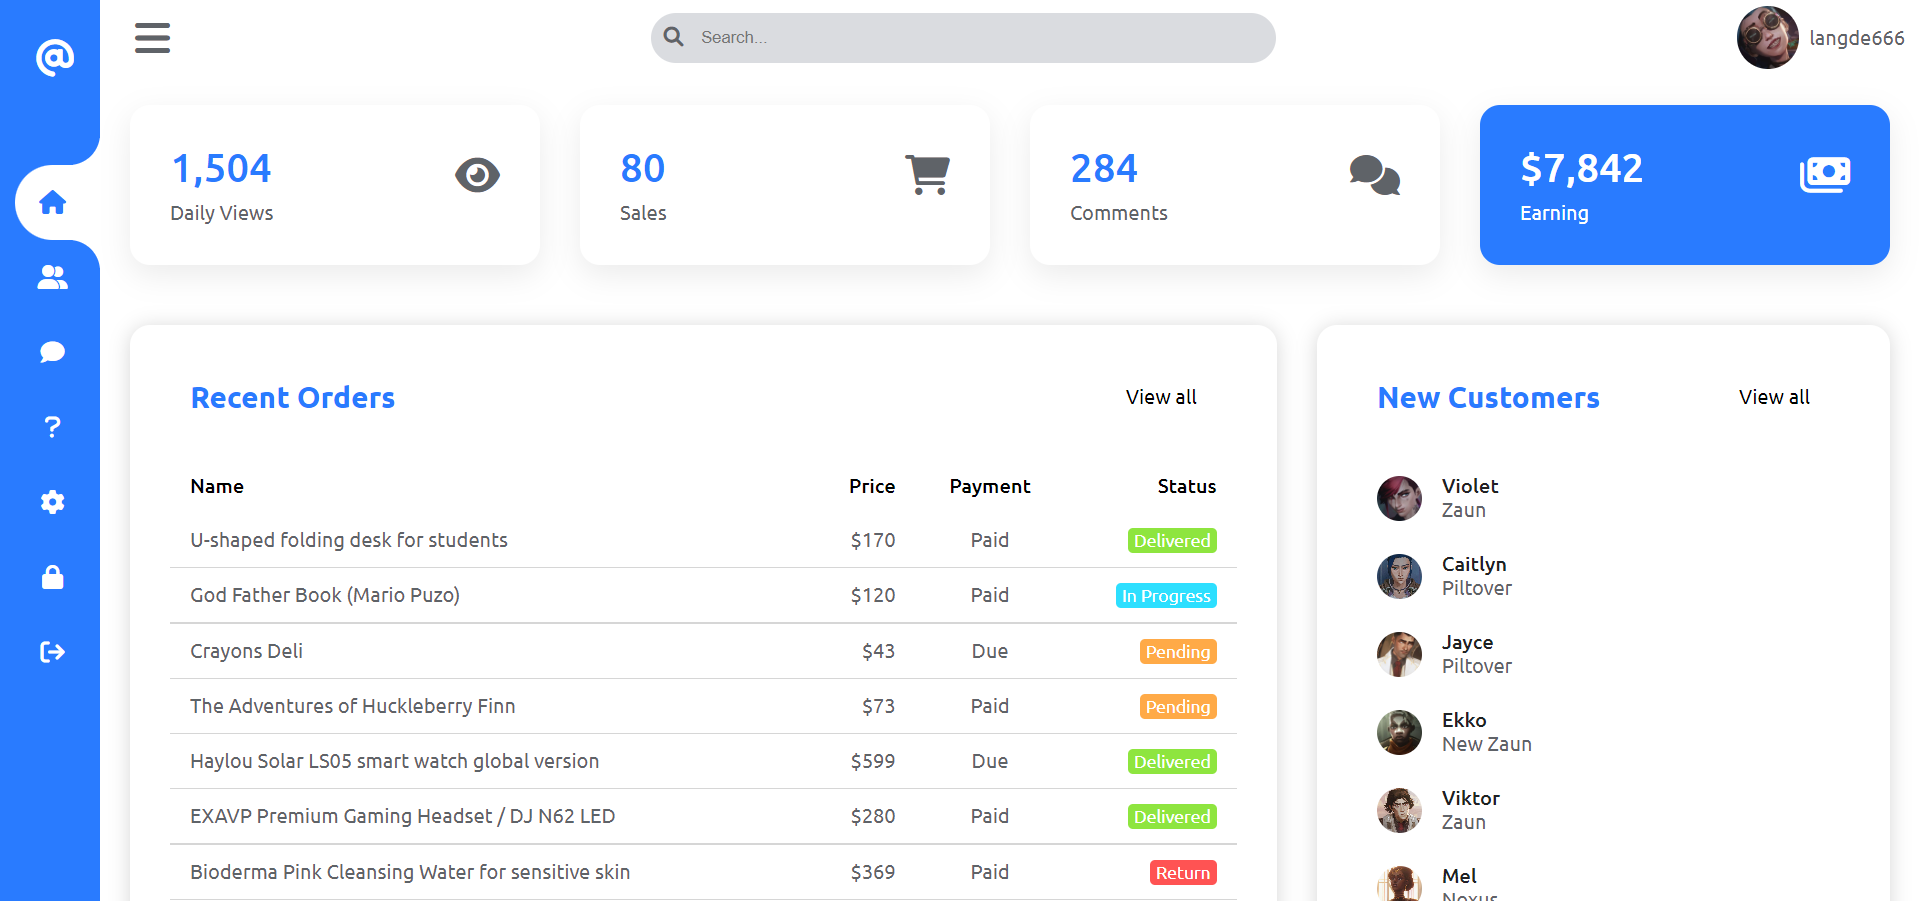 @
Search...
langde666
1,504
Daily Views
80
Sales
284
Comments
$7,842
Earning
Recent Orders
View all
Name Price Payment Status
U-shaped folding desk for students $170 Paid Delivered
God Father Book (Mario Puzo) $120 Paid In Progress
Crayons Deli $43 Due Pending
The Adventures of Huckleberry Finn $73 Paid Pending
Haylou Solar LS05 smart watch global version $599 Due Delivered
EXAVP Premium Gaming Headset / DJ N62 LED $280 Paid Delivered
Bioderma Pink Cleansing Water for sensitive skin $369 Paid Return
New Customers
View all
Violet
Zaun
Caitlyn
Piltover
Jayce
Piltover
Ekko
New Zaun
Viktor
Zaun
Mel